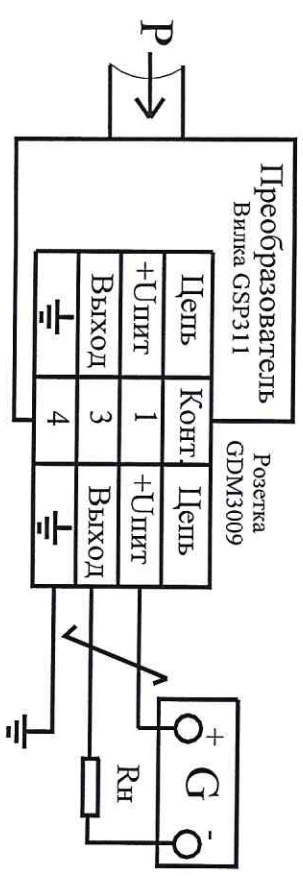 P
Преобразователь
Вилка GSP311
Розетка
GDM3009
Цепь Конт. Цепь
+Uпит 1 +Uпит
Выход 3 Выход
4
+ G -
Rн